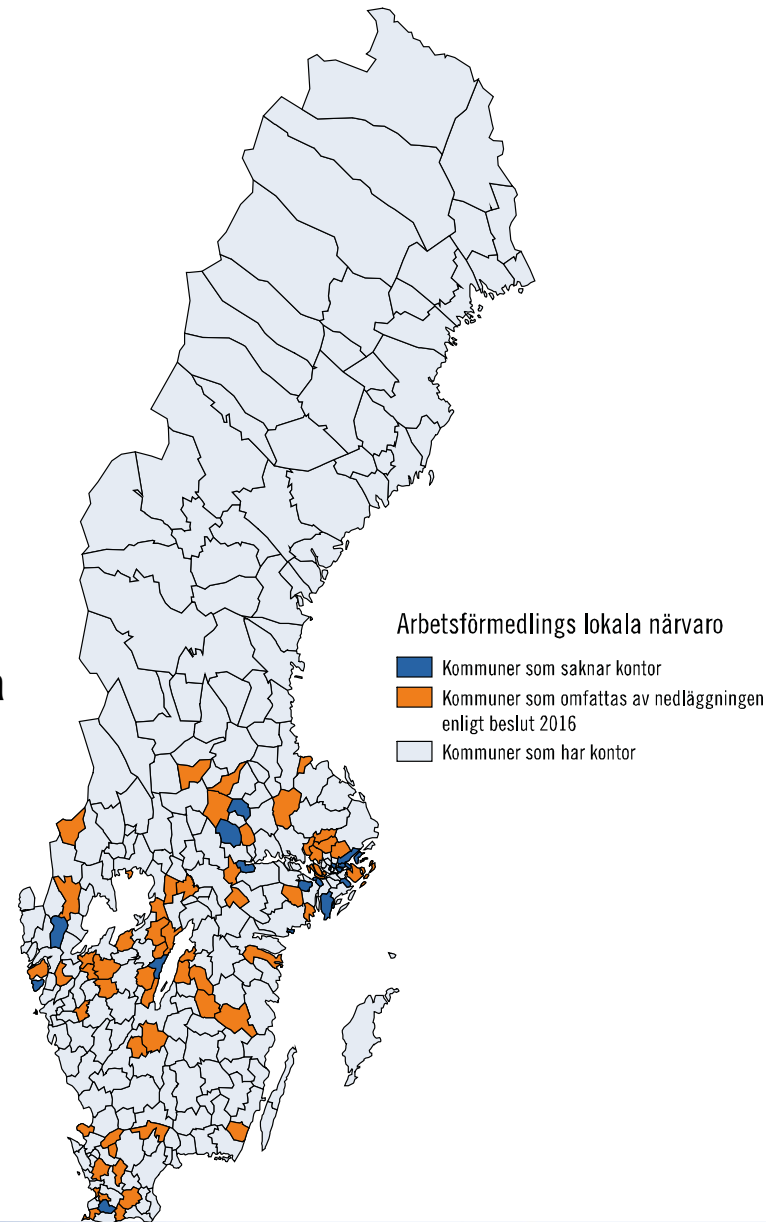 Arbetsförmedlings lokala närvaro
Kommuner som saknar kontor
Kommuner som omfattas av nedläggningen
enligt beslut 2016
Kommuner som har kontor